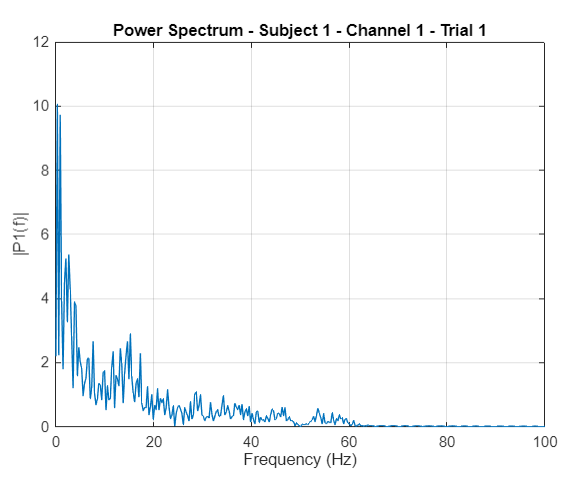 Power Spectrum - Subject 1 - Channel 1 - Trial 1
12
10
8
6
4
2
0
|P1(f)|
0 20 40 60 80 100
Frequency (Hz)